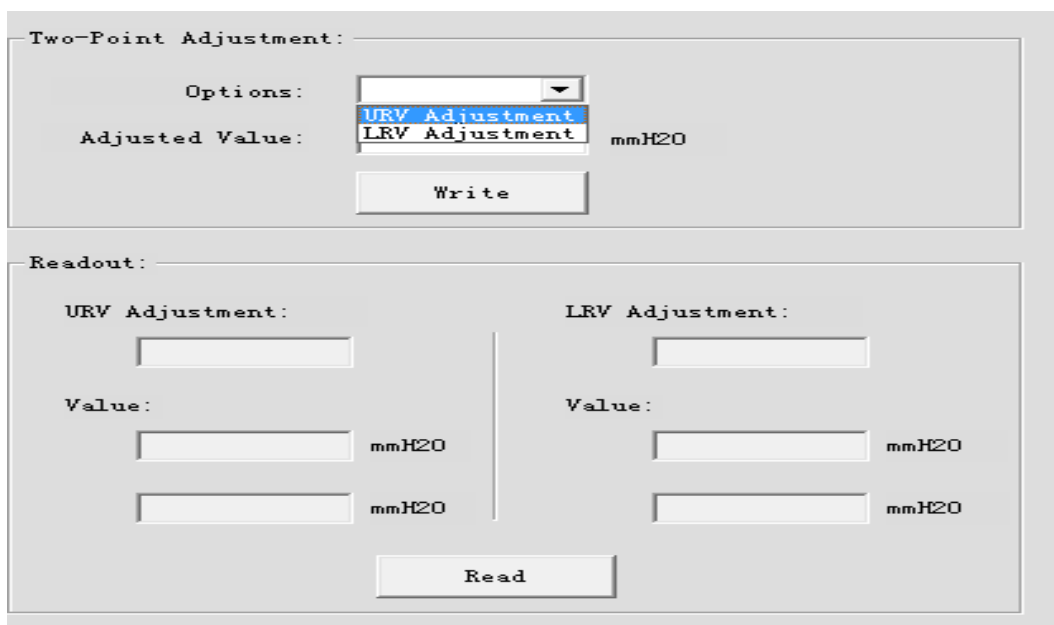 Two-Point Adjustment:
Options:
URV Adjustment
LRV Adjustment
Adjusted Value:
mmH2O
Write
Readout:
URV Adjustment:
LRV Adjustment:
Value:
Value:
mmH2O
mmH2O
mmH2O
mmH2O
Read